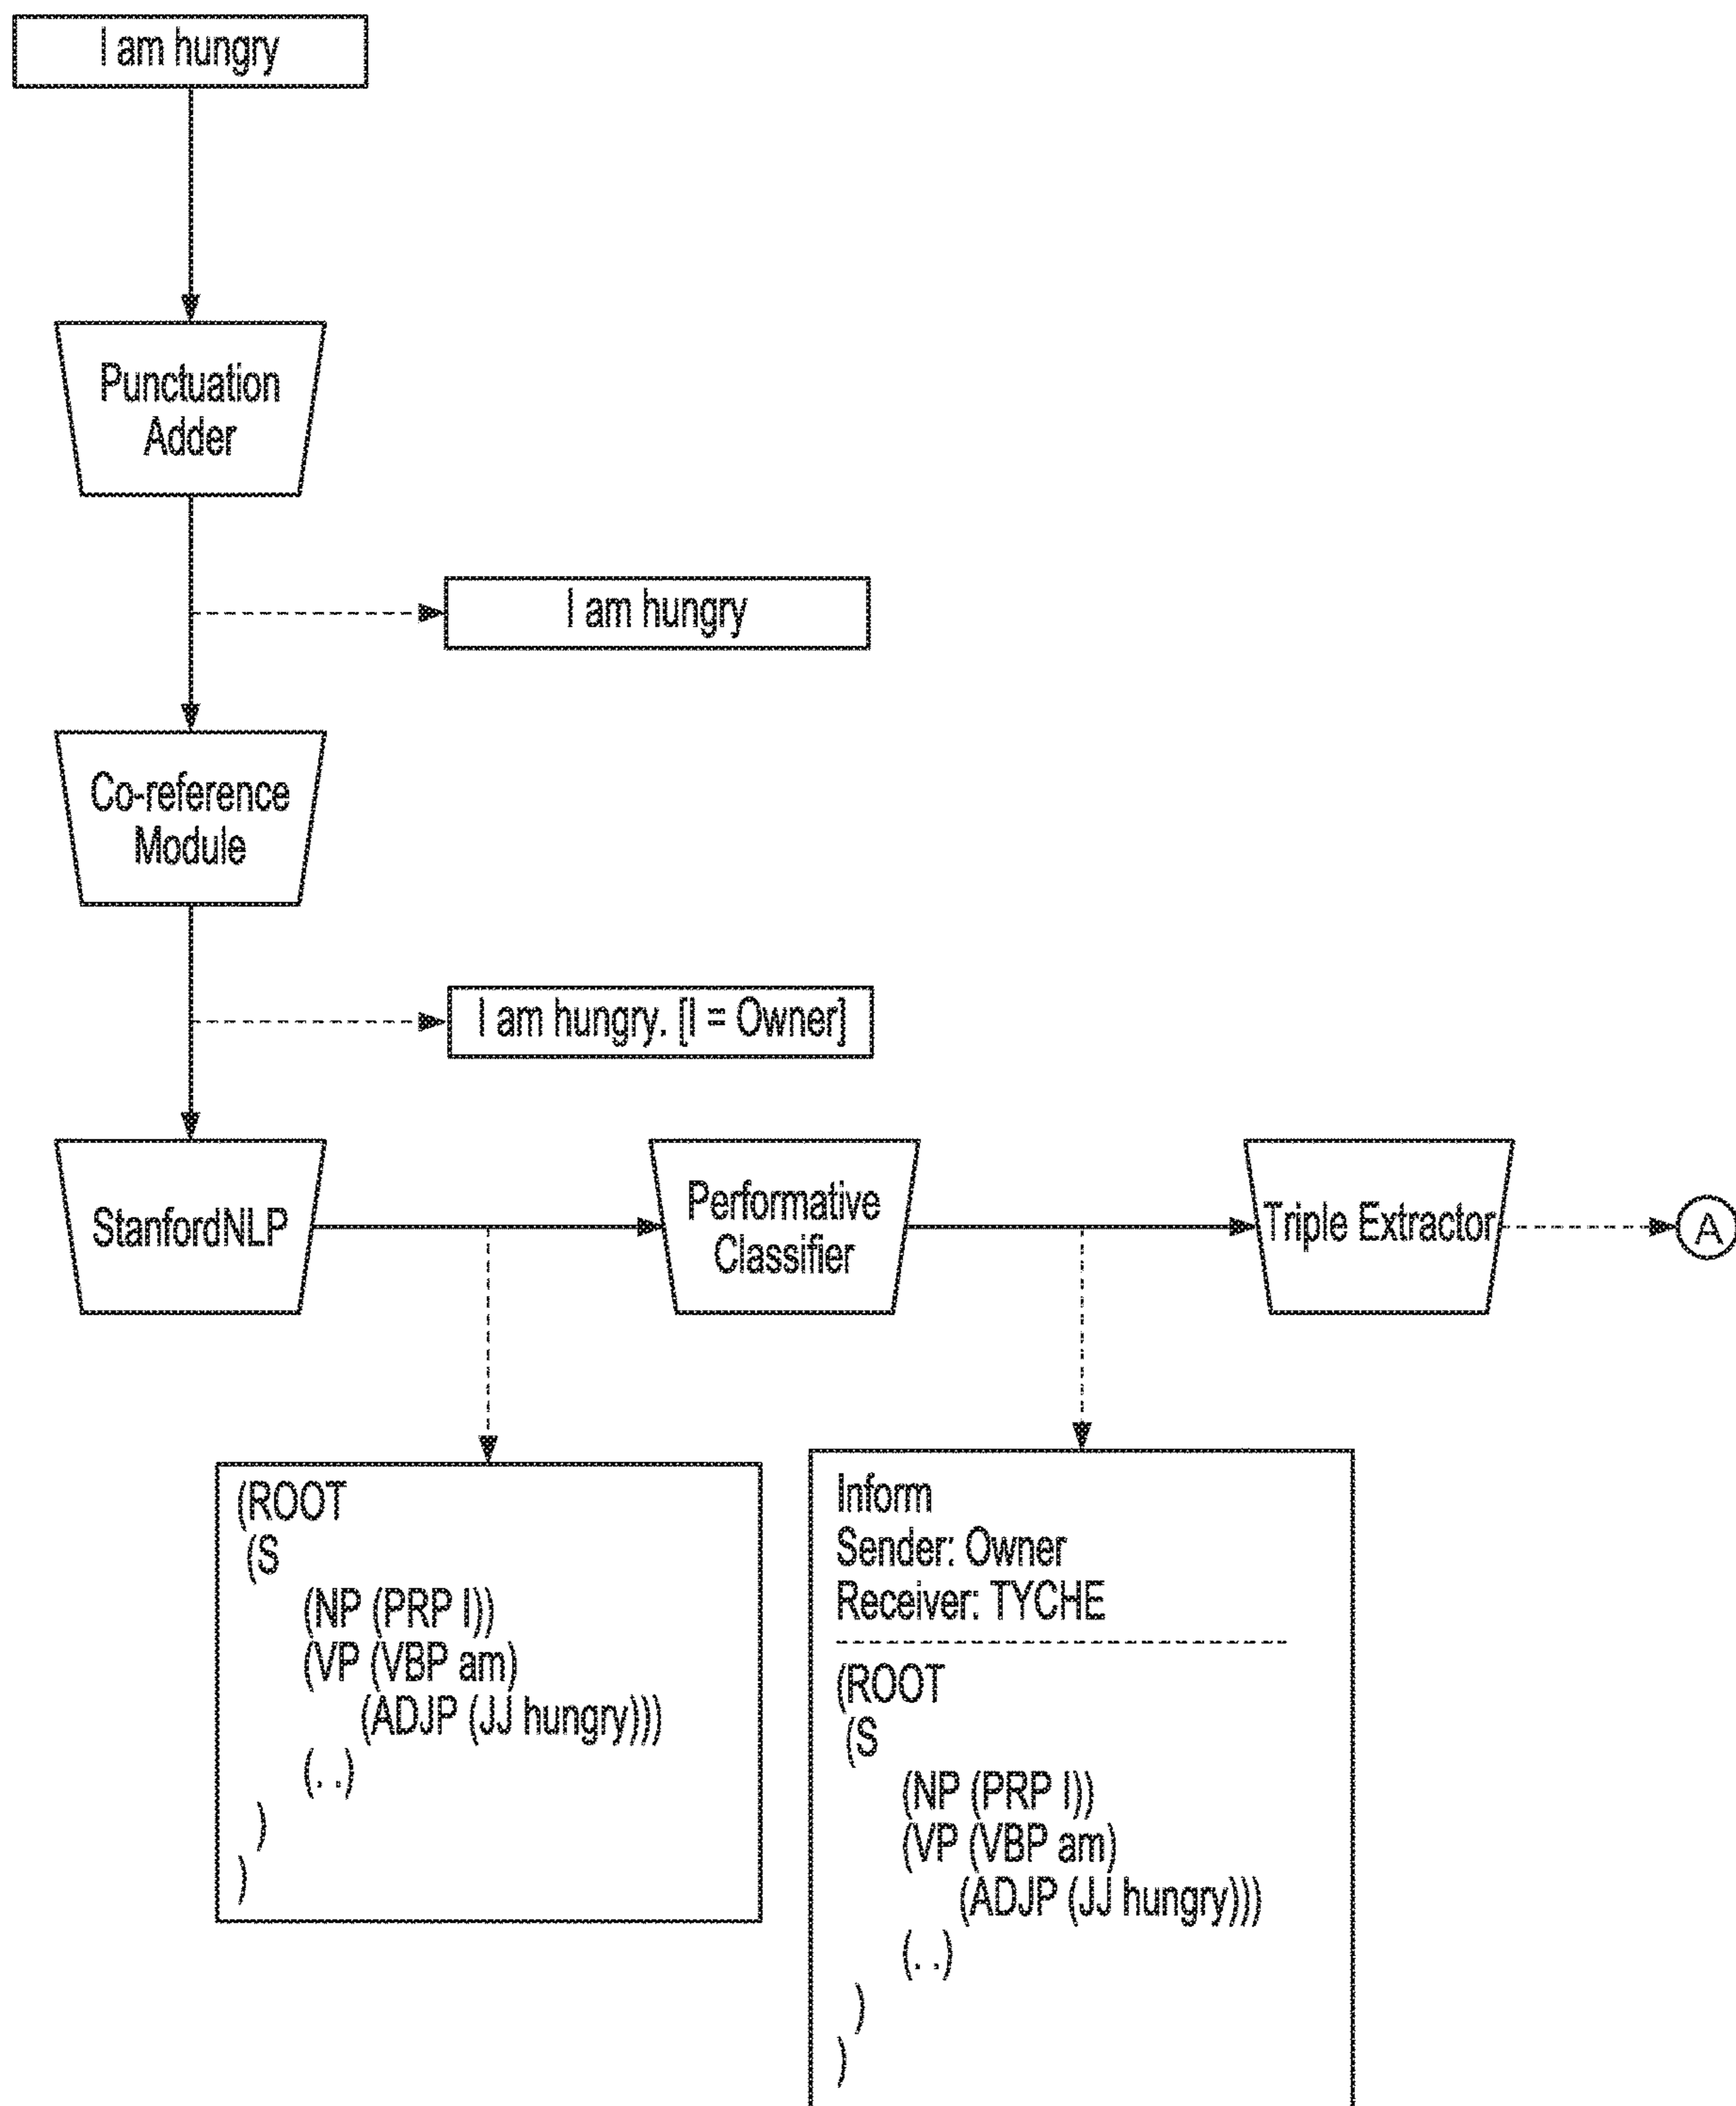 I am hungry
Punctuation
Adder
I am hungry
Co-reference
Module
I am hungry. [I = Owner]
StanfordNLP
Performative
Classifier
Triple Extractor
A
(ROOT
(S
(NP (PRP I))
(VP (VBP am)
(ADJP (JJ hungry)))
(. .)
)
)
Inform
Sender: Owner
Receiver: TYCHE
(ROOT
(S
(NP (PRP I))
(VP (VBP am)
(ADJP (JJ hungry)))
(. .)
)
)